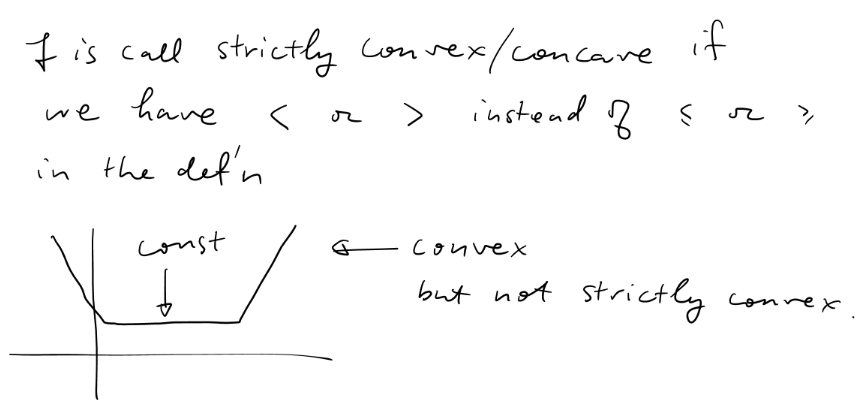 f is call strictly convex/concave if
we have < or > instead of ≤ or ≥
in the def'n
const
← convex
but not strictly convex.